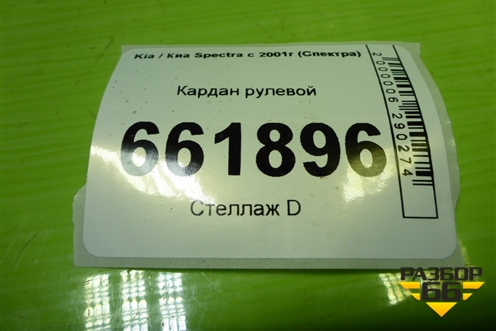 Kia / Киа Spectra с 2001г (Спектра)
Кардан рулевой
661896
Стеллаж D
2000006290274
РАЗБОР
66